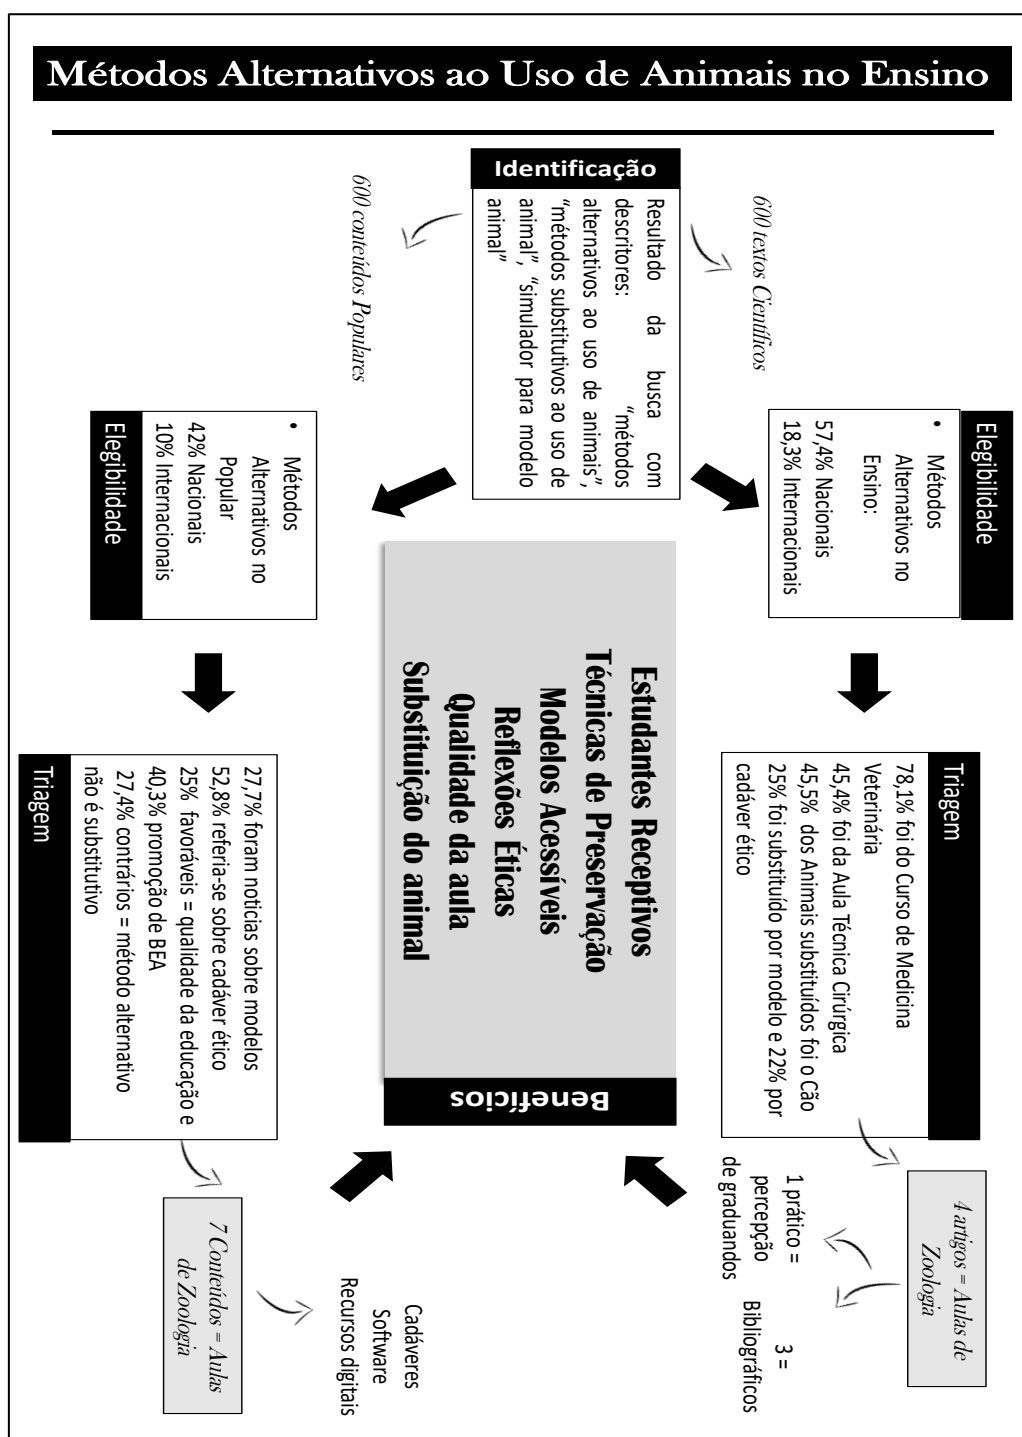 Métodos Alternativos ao Uso de Animais no Ensino
Identificação
Resultado da busca com
descritores: “métodos
alternativos ao uso de animais”,
“métodos substitutivos ao uso de
animal”, “simulador para modelo
animal”
600 textos Científicos
600 conteúdos Populares
Elegibilidade
• Métodos
Alternativos no
Ensino:
57,4% Nacionais
18,3% Internacionais
Triagem
78,1% foi do Curso de Medicina
Veterinária
45,4% foi da Aula Técnica Cirúrgica
45,5% dos Animais substituídos foi o Cão
25% foi substituído por modelo e 22% por
cadáver ético
4 artigos = Aulas de
Zoologia
1 prático =
percepção
de graduandos
3 =
Bibliográficos
• Métodos
Alternativos no
Popular
42% Nacionais
10% Internacionais
Elegibilidade
27,7% foram noticias sobre modelos
52,8% referia-se sobre cadáver ético
25% favoráveis = qualidade da educação e
40,3% promoção de BEA
27,4% contrários = método alternativo
não é substitutivo
Triagem
7 Conteúdos = Aulas
de Zoologia
Cadáveres
Software
Recursos digitais
Estudantes Receptivos
Técnicas de Preservação
Modelos Acessíveis
Reflexões Éticas
Qualidade da aula
Substituição do animal
Benefícios